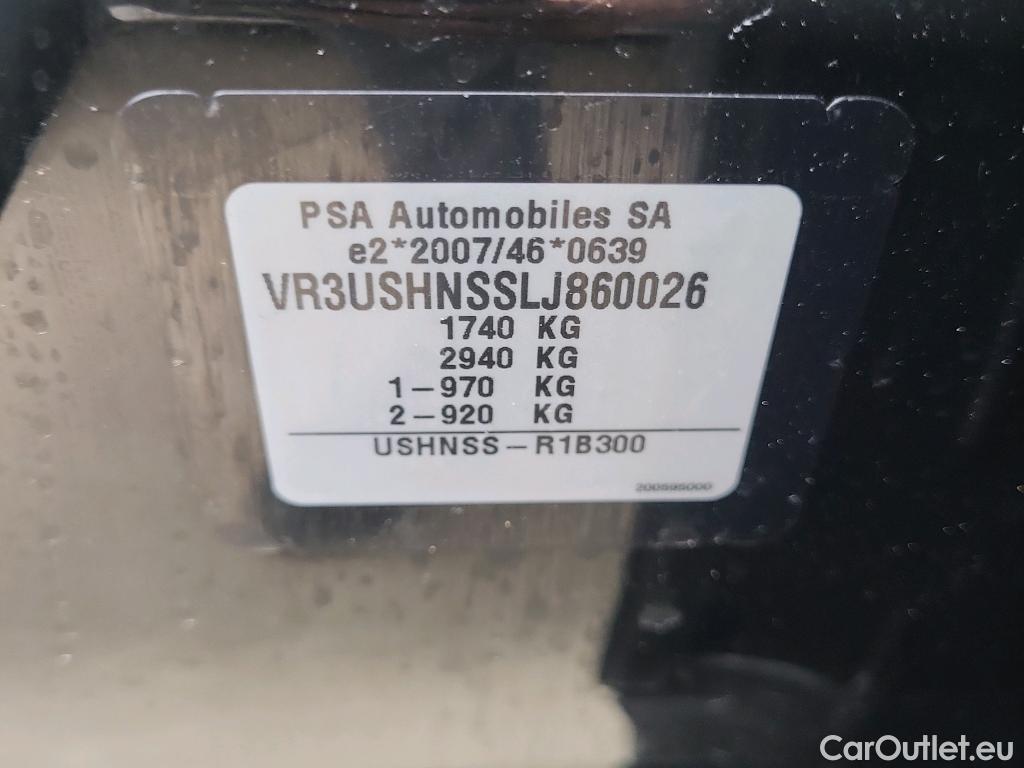 PSA Automobiles SA
e2*2007/46*0639
VR3USHNSSLJ860026
1740 KG
2940 KG
1-970 KG
2-920 KG
USHNSS-R1B300
200595000
CarOutlet.eu